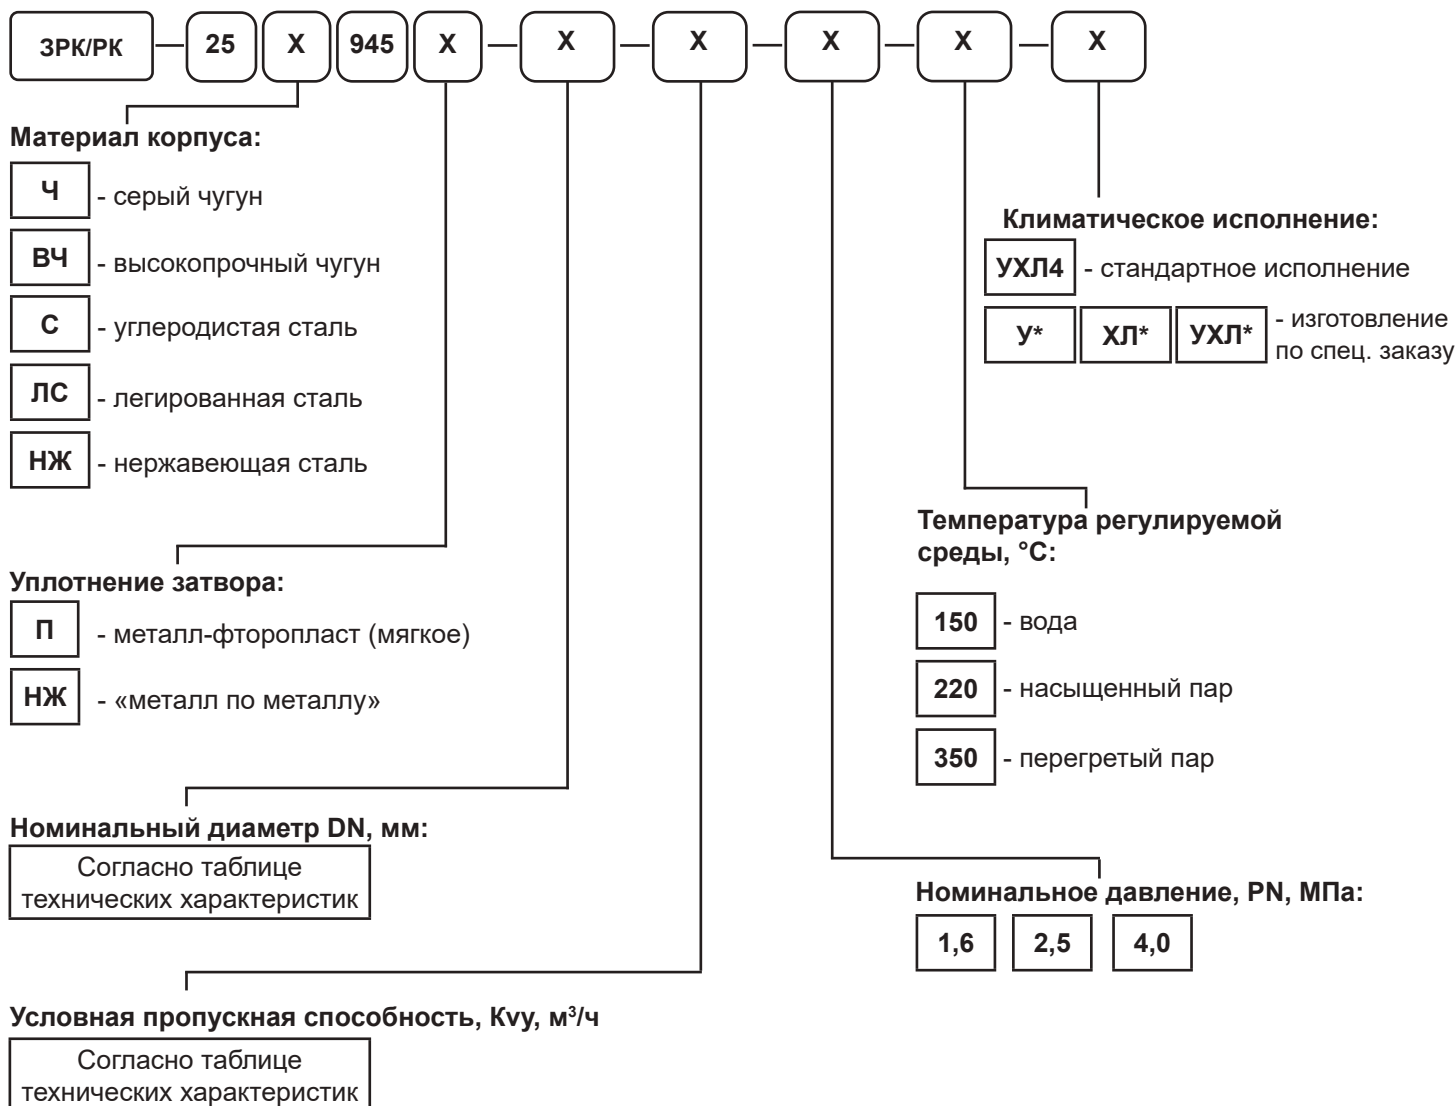 ЗРК/РК — 25 Х 945 Х — Х — Х — Х — Х — Х
Материал корпуса:
Ч - серый чугун
ВЧ - высокопрочный чугун
С - углеродистая сталь
ЛС - легированная сталь
НЖ - нержавеющая сталь
Уплотнение затвора:
П - металл-фторопласт (мягкое)
НЖ - «металл по металлу»
Номинальный диаметр DN, мм:
Согласно таблице
технических характеристик
Условная пропускная способность, Kvy, м³/ч
Согласно таблице
технических характеристик
Климатическое исполнение:
УХЛ4 - стандартное исполнение
У* ХЛ* УХЛ* - изготовление
по спец. заказу
Температура регулируемой
среды, °С:
150 - вода
220 - насыщенный пар
350 - перегретый пар
Номинальное давление, PN, МПа:
1,6 2,5 4,0